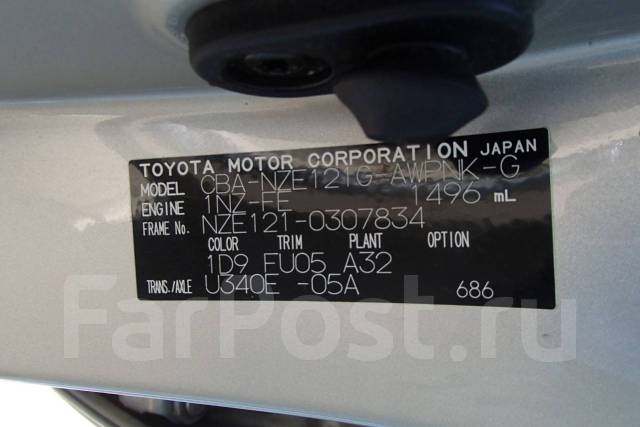 TOYOTA MOTOR CORPORATION JAPAN
MODEL CBA-NZE121G-AWPNK-G
ENGINE 1NZ-FE 1496 mL
FRAME No. NZE121-0307834
COLOR TRIM PLANT OPTION
1D9 FU05 A32
TRANS./AXLE U340E -05A 686
FarPost.ru